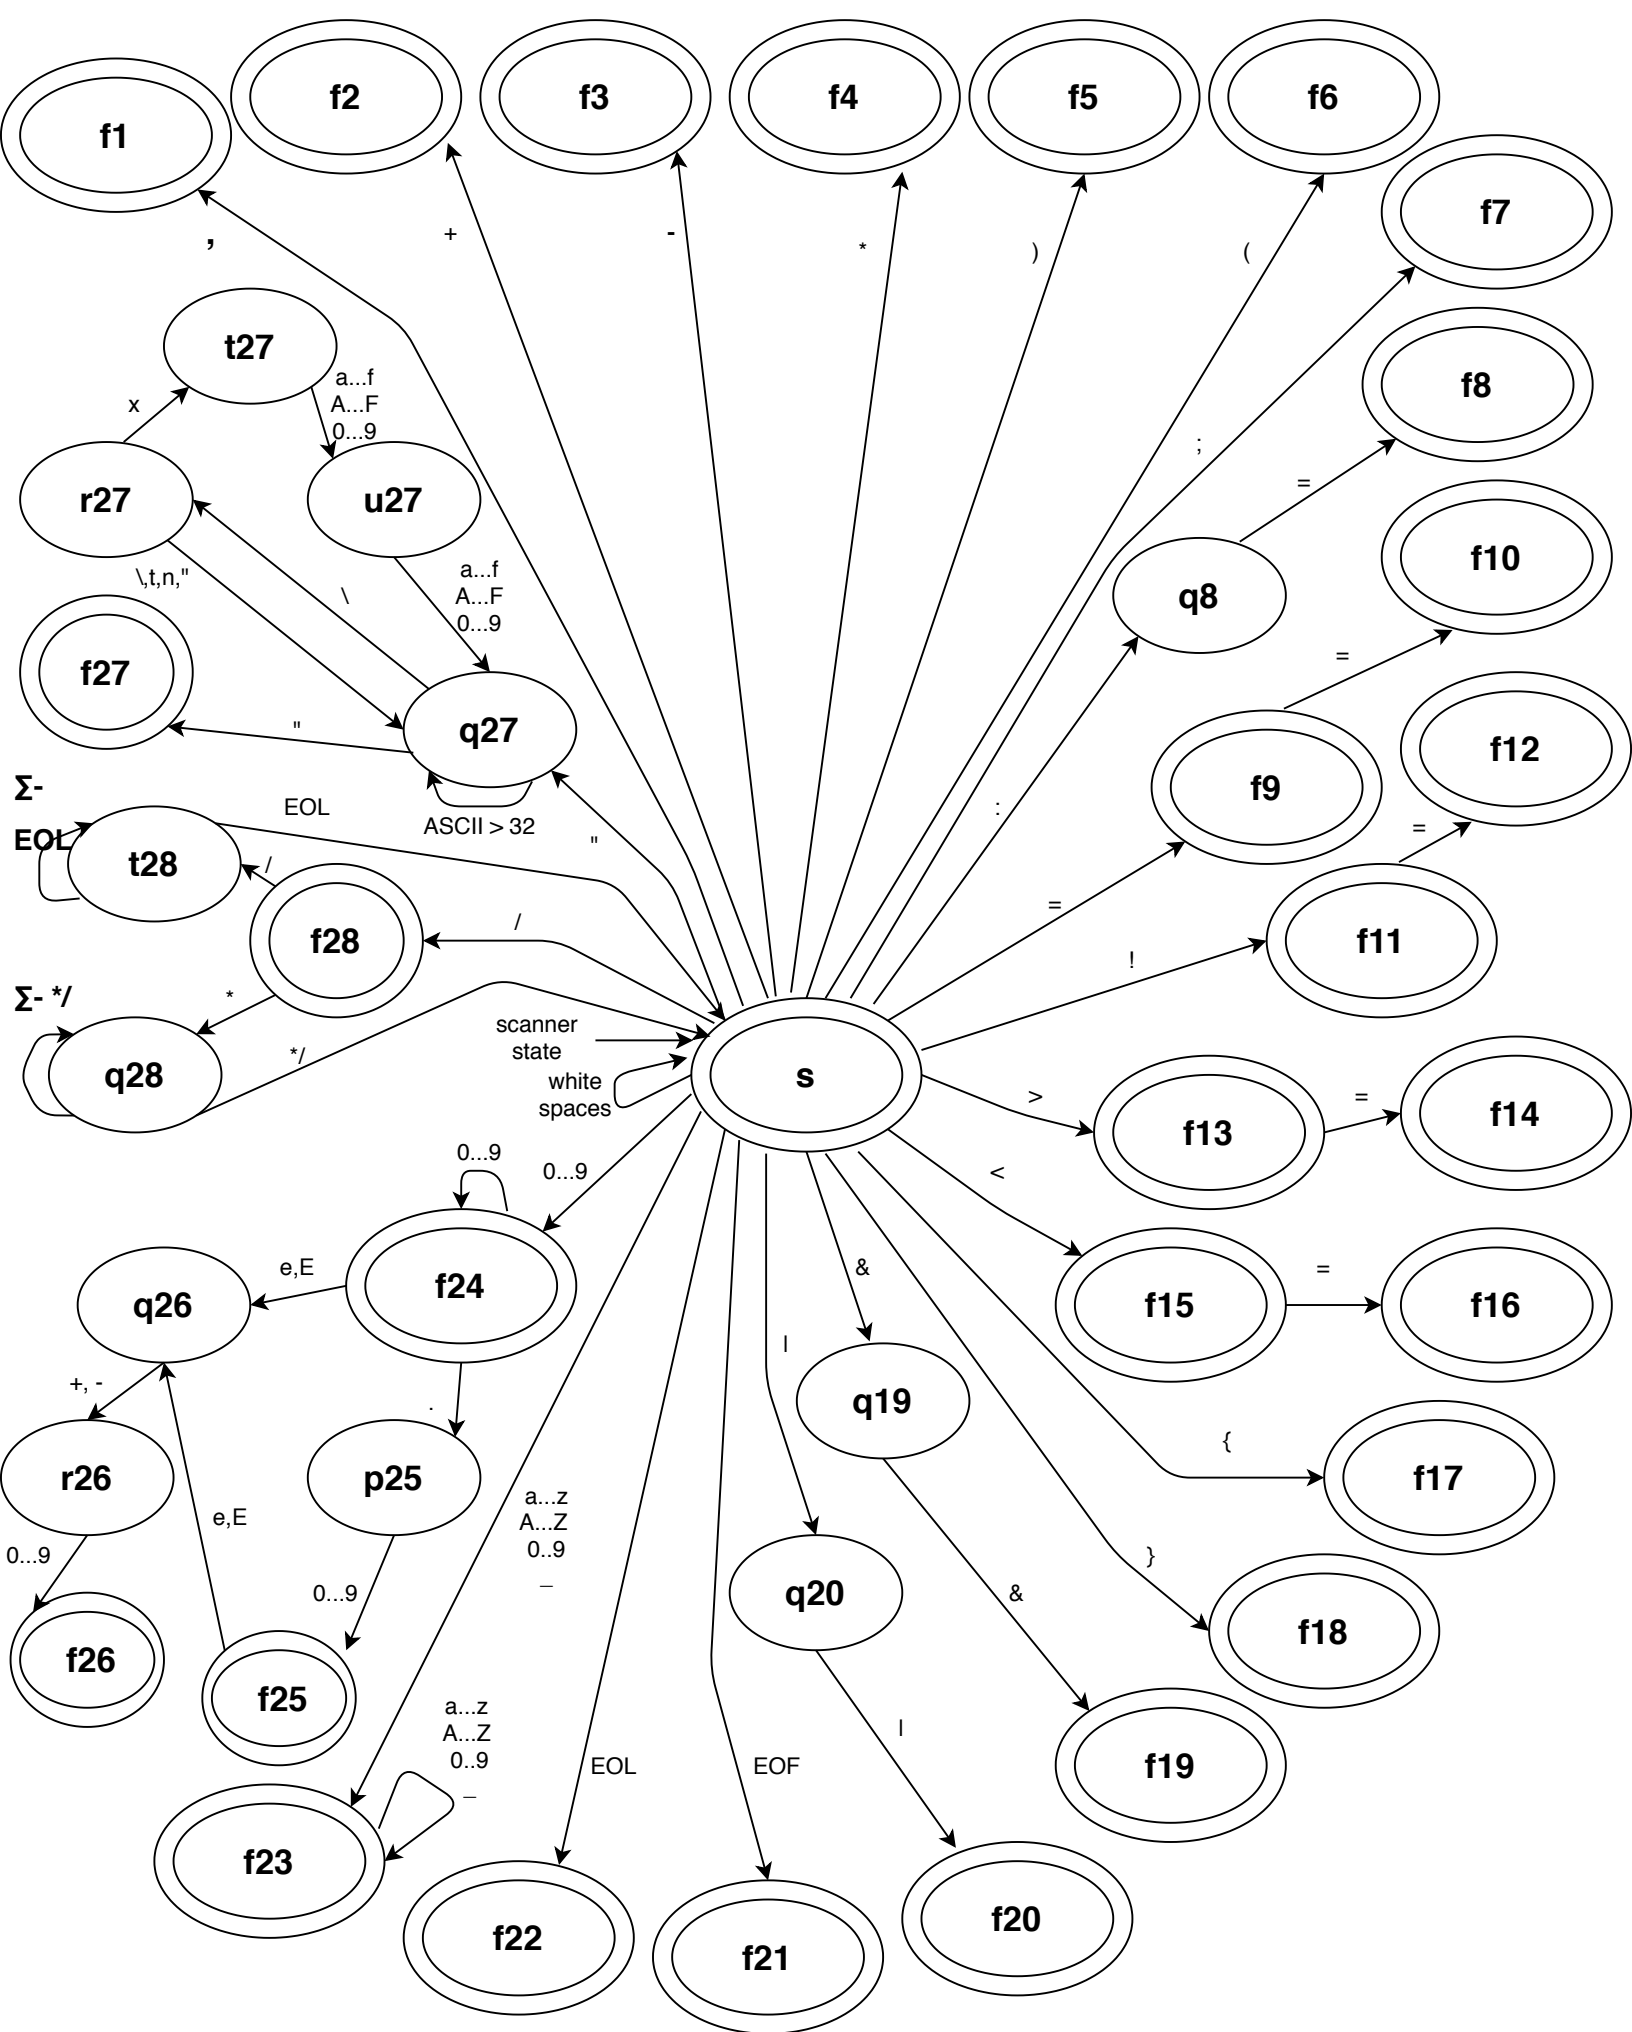 f1
f2
f3
f4
f5
f6
f7
,
+
-
*
)
(
t27
f8
x
a...f
A...F
0...9
;
=
r27
u27
f10
\,t,n,"
\
a...f
A...F
0...9
q8
=
f27
"
q27
f12
Σ-
EOL
EOL
ASCII > 32
"
:
f9
=
t28
/
f28
/
=
!
f11
Σ- */
*
q28
*/
scanner
state
white
spaces
s
>
f13
=
f14
0...9
0...9
<
q26
e,E
f24
&
f15
=
f16
+, -
.
|
q19
{
r26
p25
f17
e,E
a...z
A...Z
0..9
_
0...9
0...9
q20
&
}
f18
f26
f25
a...z
A...Z
0..9
_
EOL
EOF
|
f19
f23
f22
f21
f20